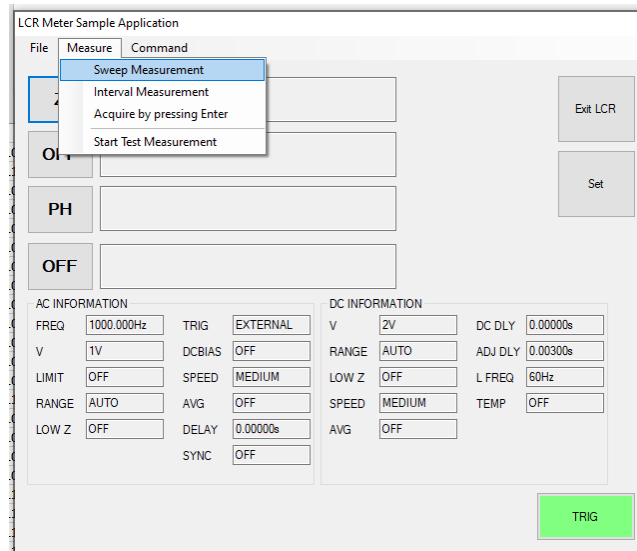 LCR Meter Sample Application
File Measure Command
Sweep Measurement
Interval Measurement
Acquire by pressing Enter
Start Test Measurement
Exit LCR
Set
PH
OFF
AC INFORMATION
FREQ 1000.000Hz TRIG EXTERNAL
V 1V DCBIAS OFF
LIMIT OFF SPEED MEDIUM
RANGE AUTO AVG OFF
LOW Z OFF DELAY 0.00000s
SYNC OFF
DC INFORMATION
V 2V DC DLY 0.00000s
RANGE AUTO ADJ DLY 0.00300s
LOW Z OFF L FREQ 60Hz
SPEED MEDIUM TEMP OFF
AVG OFF
TRIG